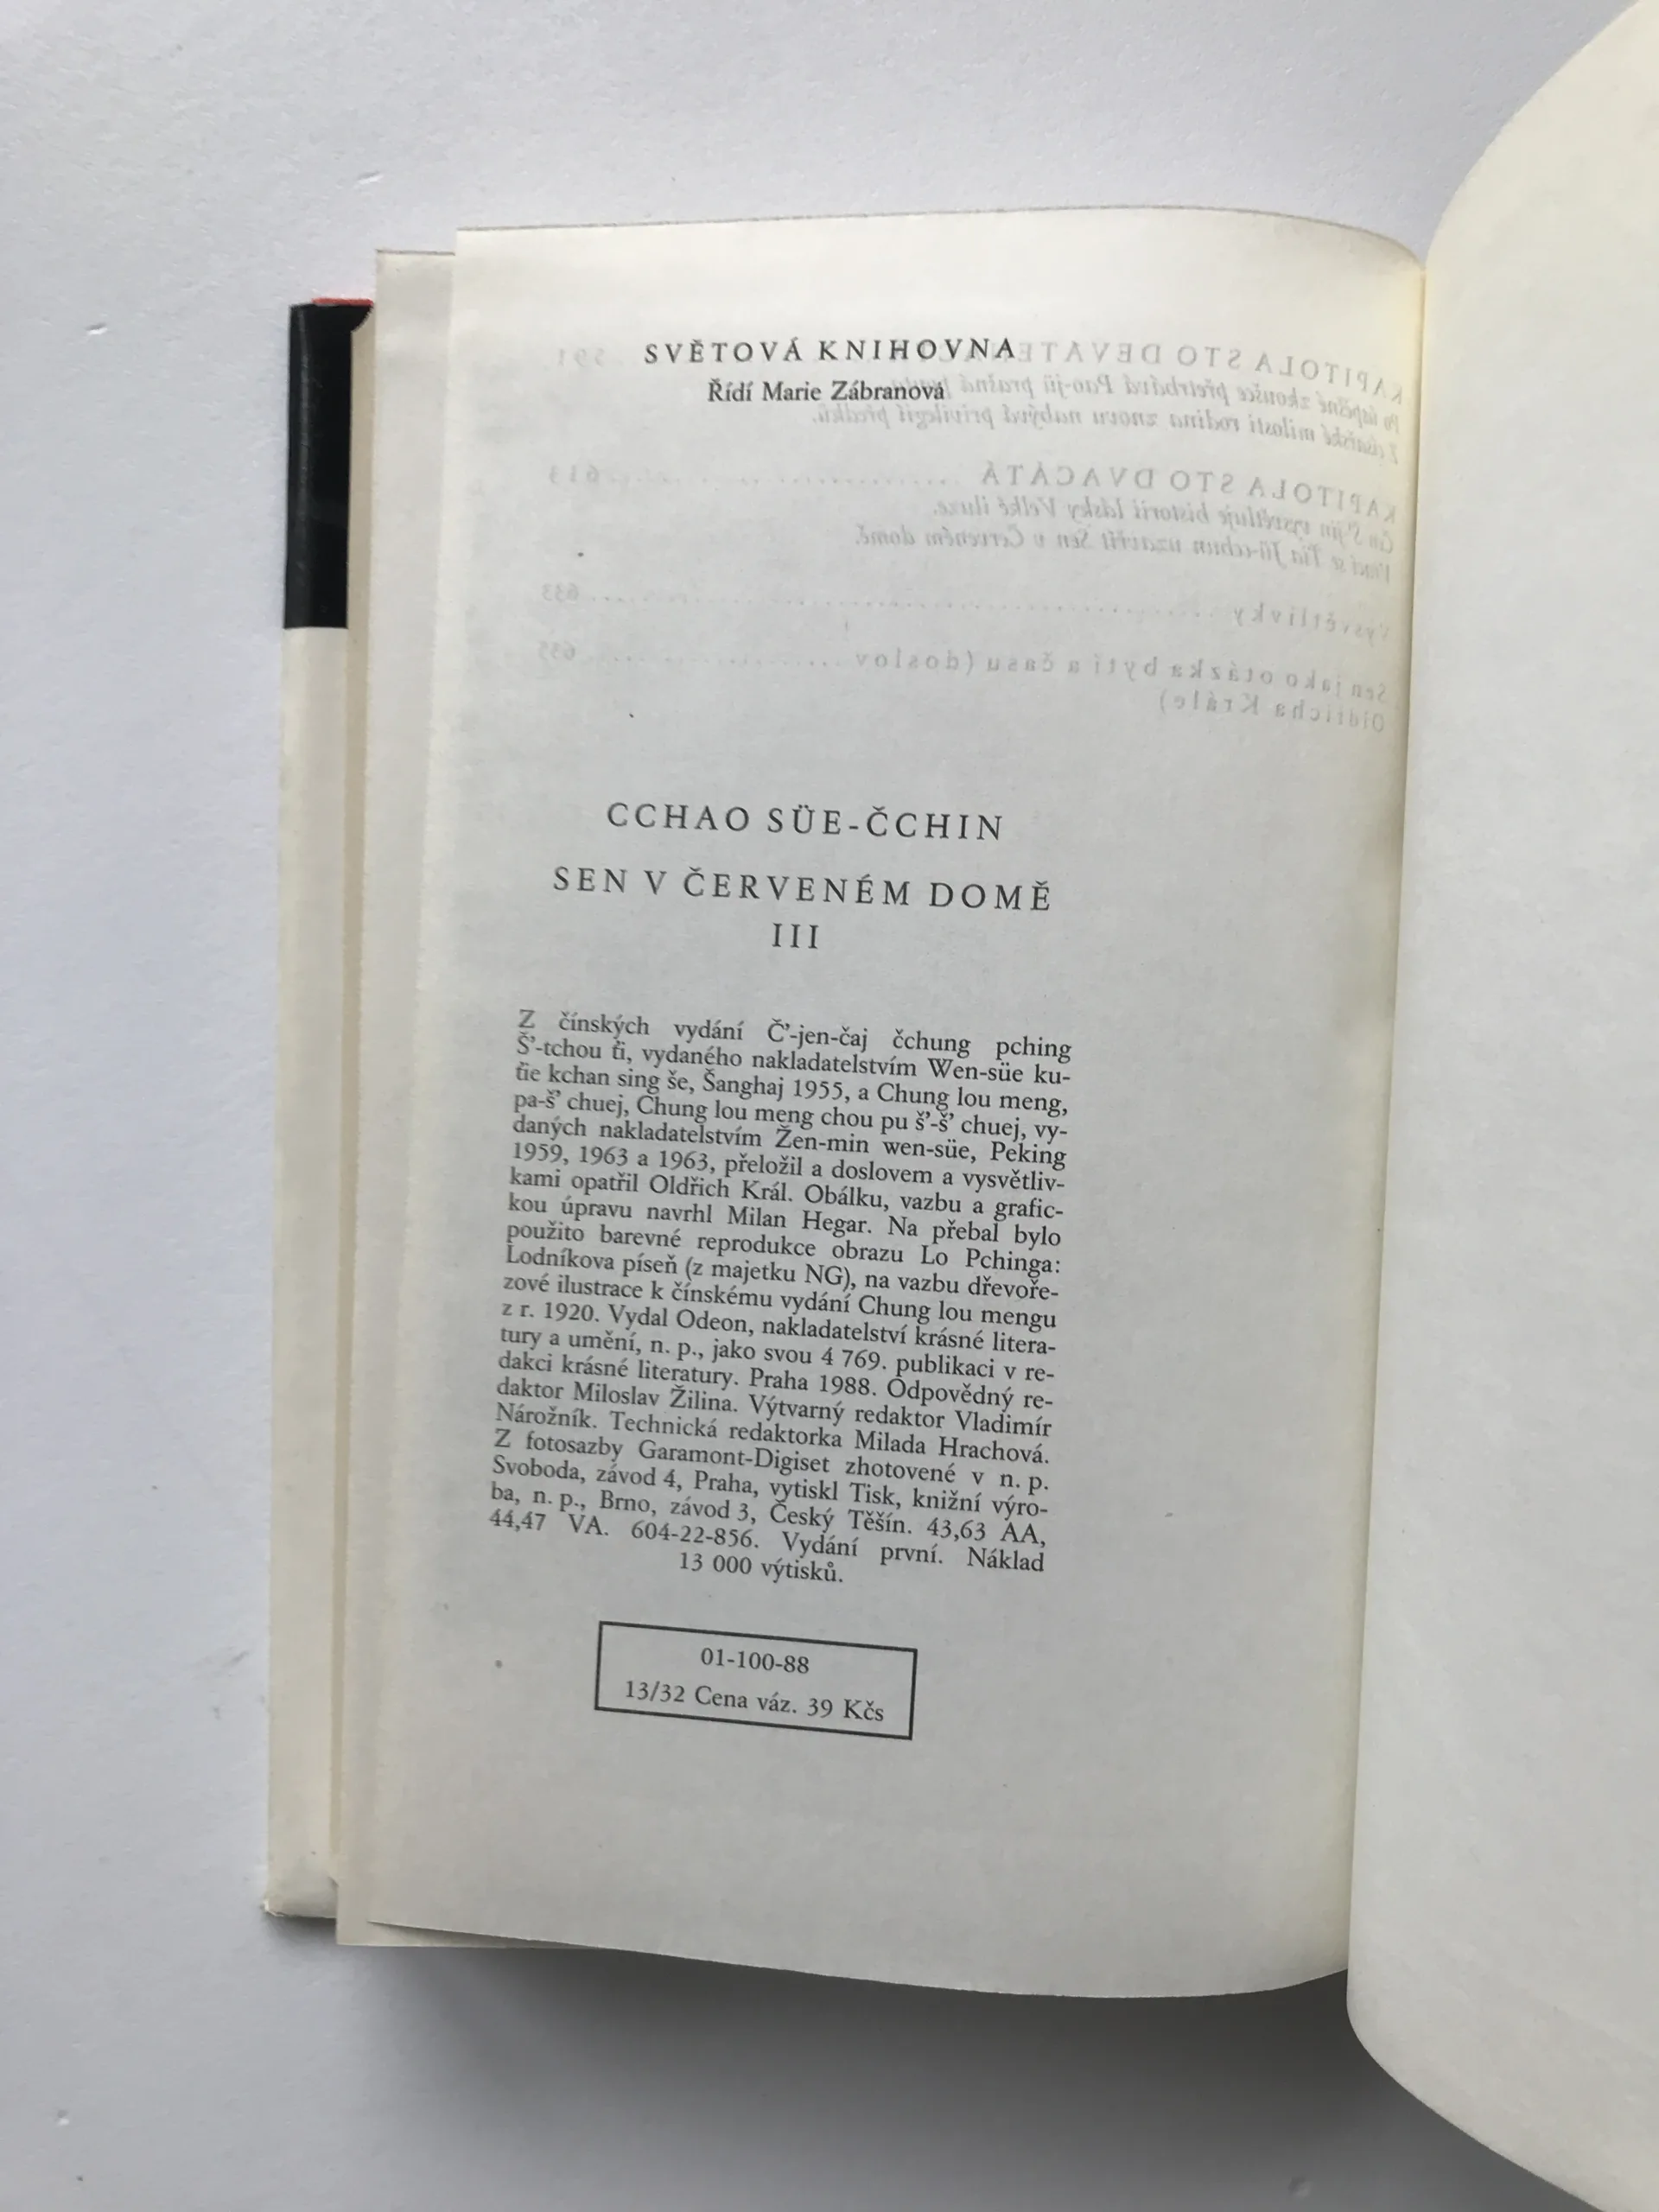 SVĚTOVÁ KNIHOVNA
Řídí Marie Zábranová
CCHAO SÜE-ČCHIN
SEN V ČERVENÉM DOMĚ
III
Z čínských vydání Č’-jen-čaj čchung pching
Š’-tchou ťi, vydaného nakladatelstvím Wen-süe ku-
ťie kchan sing še, Šanghaj 1955, a Chung lou meng,
pa-š’ chuej, Chung lou meng chou pu š’-š’ chuej, vy-
daných nakladatelstvím Žen-min wen-süe, Peking
1959, 1963 a 1963, přeložil a doslovem a vysvětliv-
kami opatřil Oldřich Král. Obálku, vazbu a grafic-
kou úpravu navrhl Milan Hegar. Na přebal bylo
použito barevné reprodukce obrazu Lo Pchinga:
Lodníkova píseň (z majetku NG), na vazbu dřevoře-
zové ilustrace k čínskému vydání Chung lou mengu
z r. 1920. Vydal Odeon, nakladatelství krásné litera-
tury a umění, n. p., jako svou 4 769. publikaci v re-
dakci krásné literatury. Praha 1988. Odpovědný re-
daktor Miloslav Žilina. Výtvarný redaktor Vladimír
Nárožník. Technická redaktorka Milada Hrachová.
Z fotosazby Garamont-Digiset zhotovené v n. p.
Svoboda, závod 4, Praha, vytiskl Tisk, knižní výro-
ba, n. p., Brno, závod 3, Český Těšín. 43,63 AA,
44,47 VA. 604-22-856. Vydání první. Náklad
13 000 výtisků.
01-100-88
13/32 Cena váz. 39 Kčs